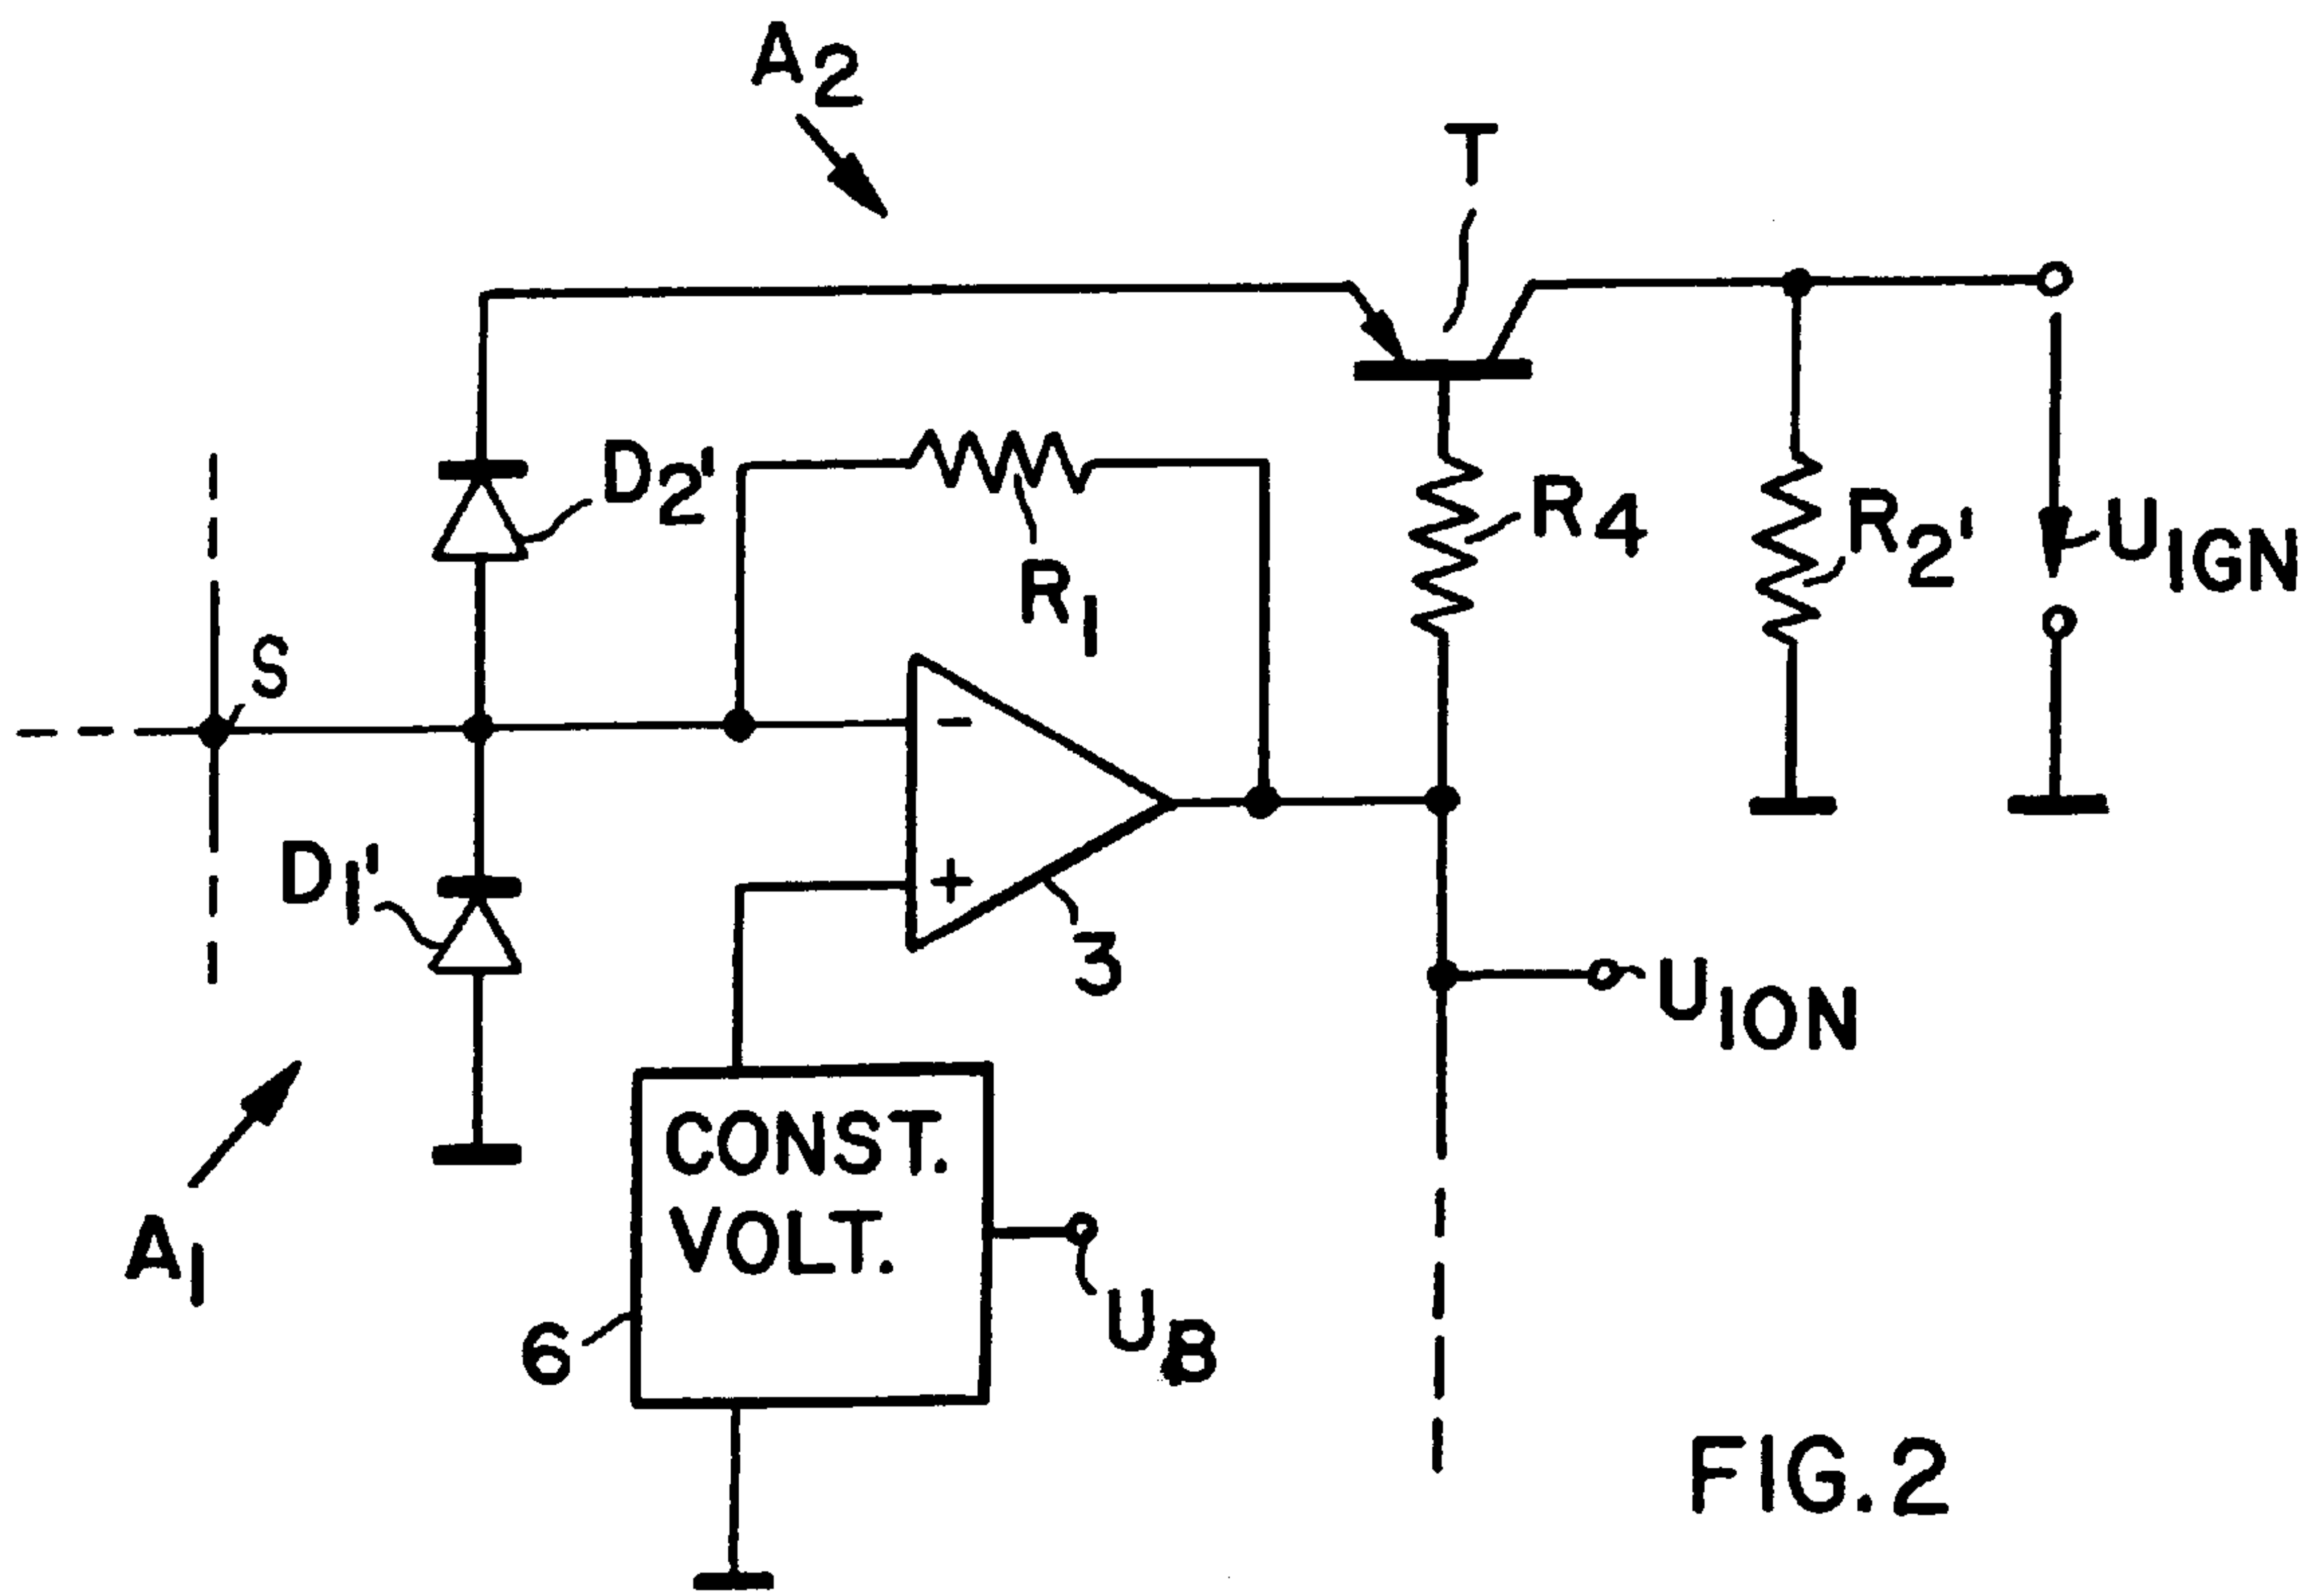 A2
T
D2'
R4
R2'
UIGN
R1
S
-
D1'
+
3
UION
CONST.
VOLT.
A1
6
UB
FIG. 2